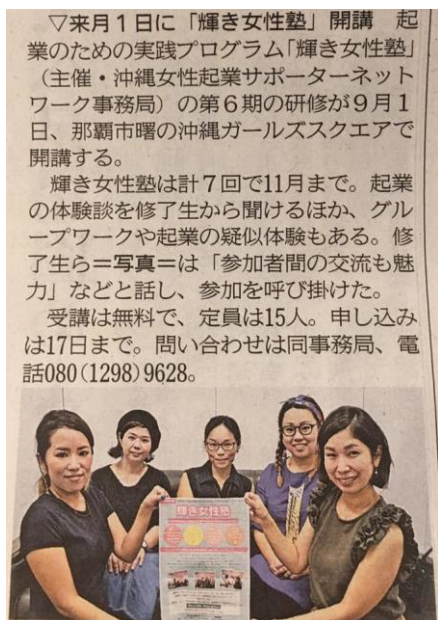 ▽来月1日に「輝き女性塾」開講 起
業のための実践プログラム「輝き女性塾」
（主催・沖縄女性起業サポーターネット
ワーク事務局）の第6期の研修が9月1
日、那覇市曙の沖縄ガールズスクエアで
開講する。
輝き女性塾は計7回で11月まで。起業
の体験談を修了生から聞けるほか、グル
ープワークや起業の疑似体験もある。修
了生ら＝写真＝は「参加者間の交流も魅
力」などと話し、参加を呼び掛けた。
受講は無料で、定員は15人。申し込み
は17日まで。問い合わせは同事務局、電
話080(1298)9628。
輝き女性塾